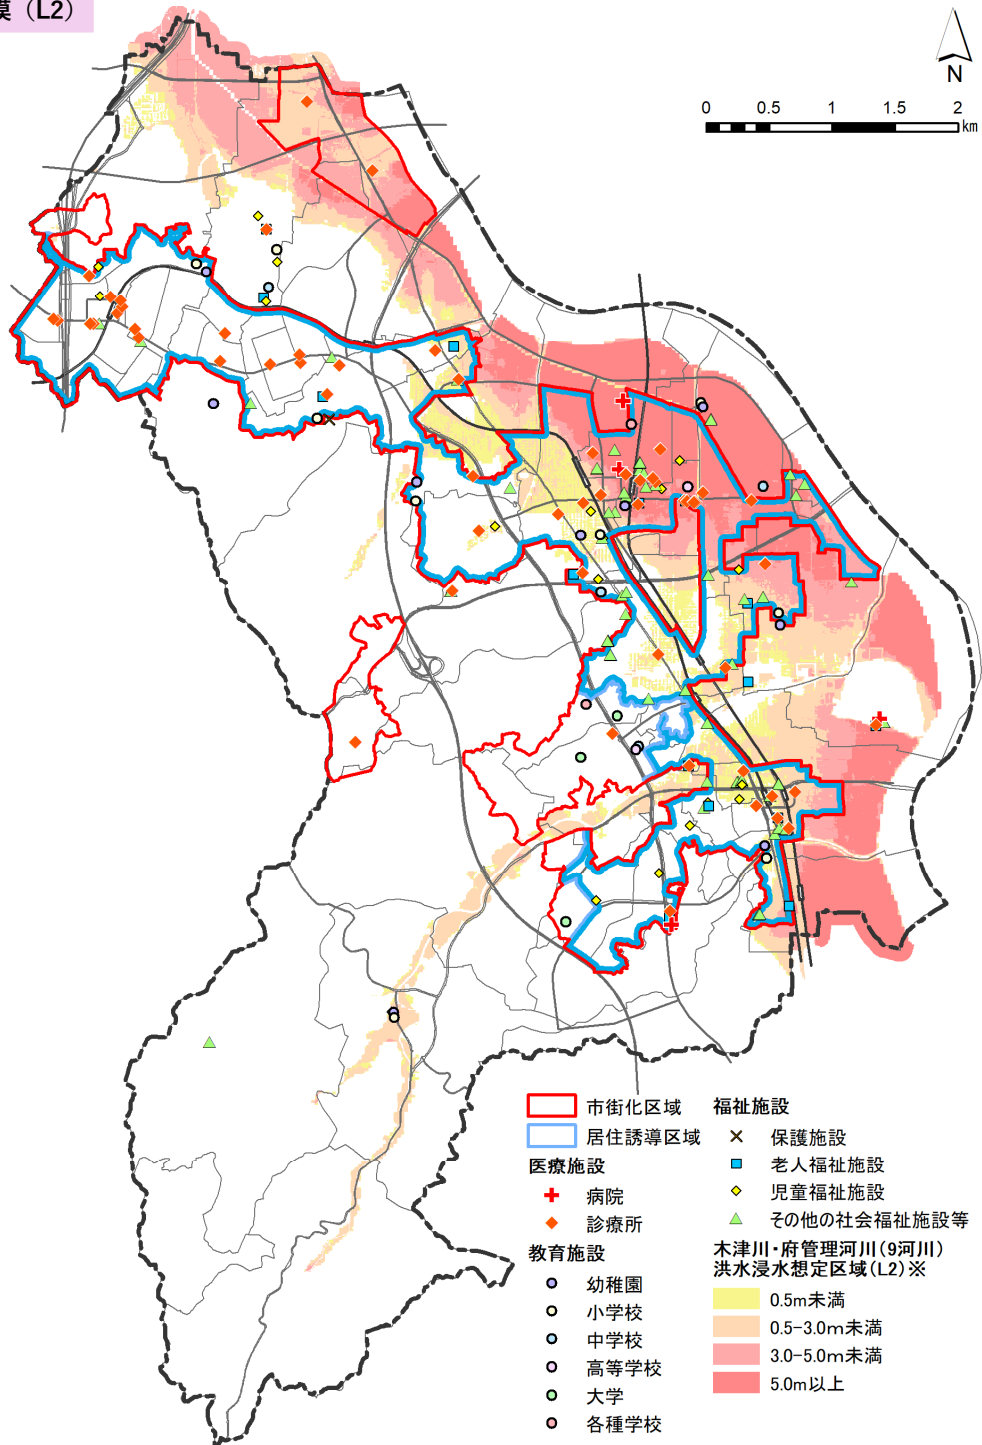 模（L2）
N
0 0.5 1 1.5 2
km
市街化区域
居住誘導区域
医療施設
病院
診療所
教育施設
幼稚園
小学校
中学校
高等学校
大学
各種学校
福祉施設
保護施設
老人福祉施設
児童福祉施設
その他の社会福祉施設等
木津川・府管理河川(9河川)
洪水浸水想定区域(L2)※
0.5m未満
0.5-3.0m未満
3.0-5.0m未満
5.0m以上